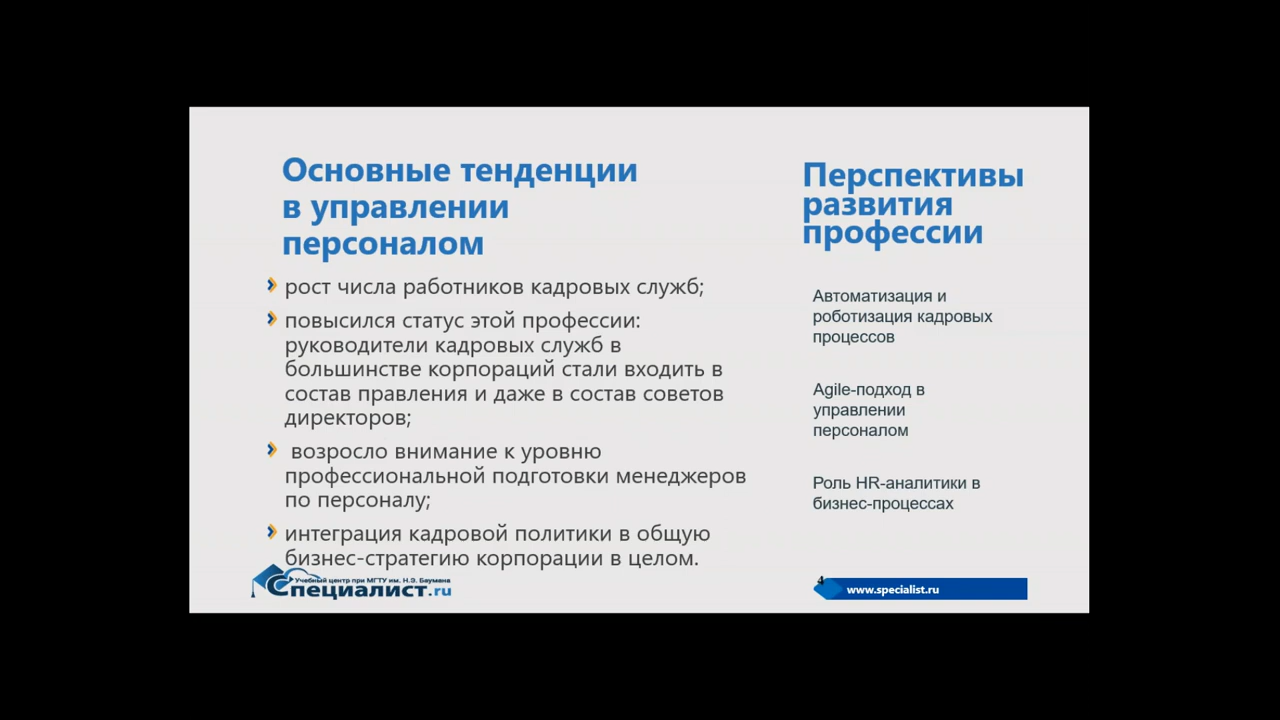 Основные тенденции
в управлении
персоналом
рост числа работников кадровых служб;
повысился статус этой профессии:
руководители кадровых служб в
большинстве корпораций стали входить в
состав правления и даже в состав советов
директоров;
возросло внимание к уровню
профессиональной подготовки менеджеров
по персоналу;
интеграция кадровой политики в общую
бизнес-стратегию корпорации в целом.
Перспективы
развития
профессии
Автоматизация и
роботизация кадровых
процессов
Agile-подход в
управлении
персоналом
Роль HR-аналитики в
бизнес-процессах
Учебный центр при МГТУ им. Н.Э. Баумана
Специалист.ru
4
www.specialist.ru